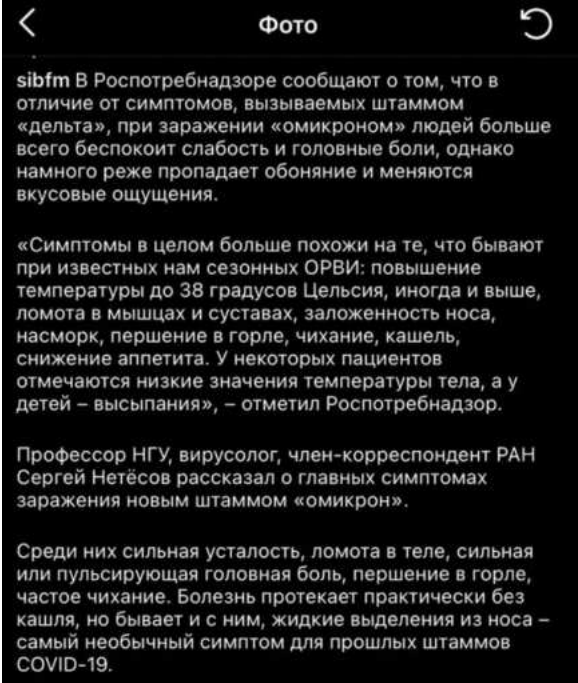 Фото
sibfm В Роспотребнадзоре сообщают о том, что в
отличие от симптомов, вызываемых штаммом
«дельта», при заражении «омикроном» людей больше
всего беспокоит слабость и головные боли, однако
намного реже пропадает обоняние и меняются
вкусовые ощущения.
«Симптомы в целом больше похожи на те, что бывают
при известных нам сезонных ОРВИ: повышение
температуры до 38 градусов Цельсия, иногда и выше,
ломота в мышцах и суставах, заложенность носа,
насморк, першение в горле, чихание, кашель,
снижение аппетита. У некоторых пациентов
отмечаются низкие значения температуры тела, а у
детей – высыпания», – отметил Роспотребнадзор.
Профессор НГУ, вирусолог, член-корреспондент РАН
Сергей Нетёсов рассказал о главных симптомах
заражения новым штаммом «омикрон».
Среди них сильная усталость, ломота в теле, сильная
или пульсирующая головная боль, першение в горле,
частое чихание. Болезнь протекает практически без
кашля, но бывает и с ним, жидкие выделения из носа –
самый необычный симптом для прошлых штаммов
COVID-19.